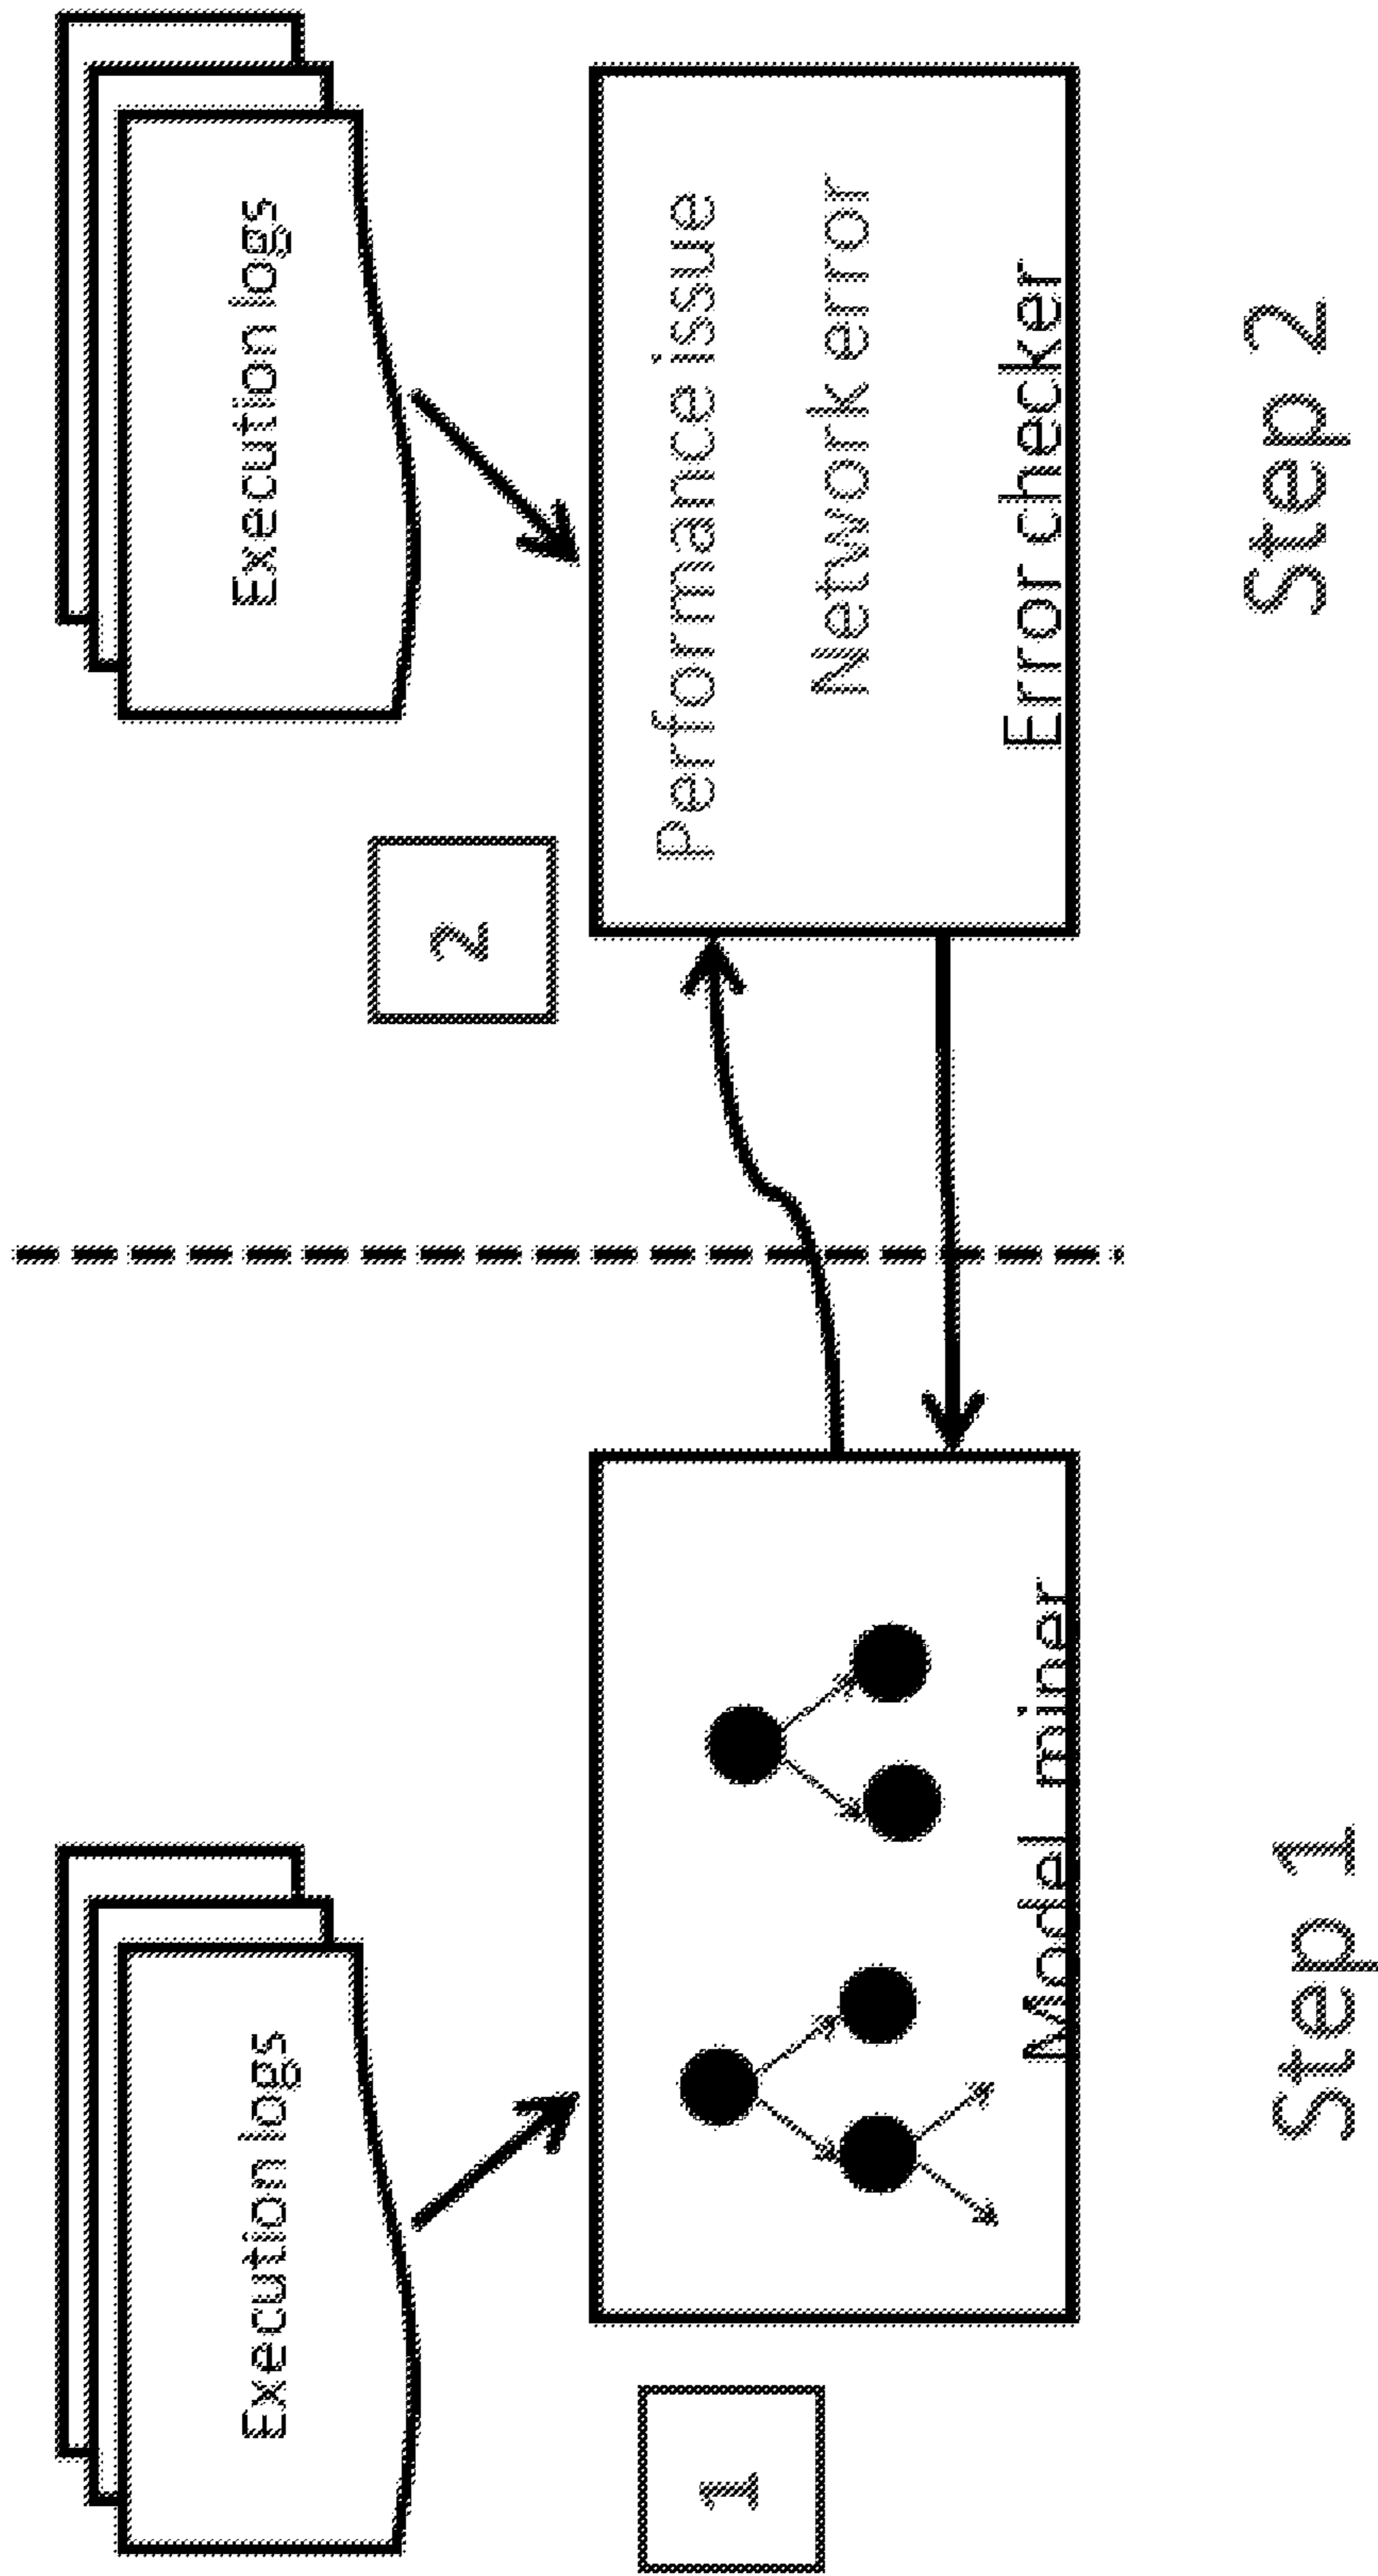 Execution logs
Execution logs
2
Performance issue
Network error
Error checker
1
Model miner
Step 1
Step 2